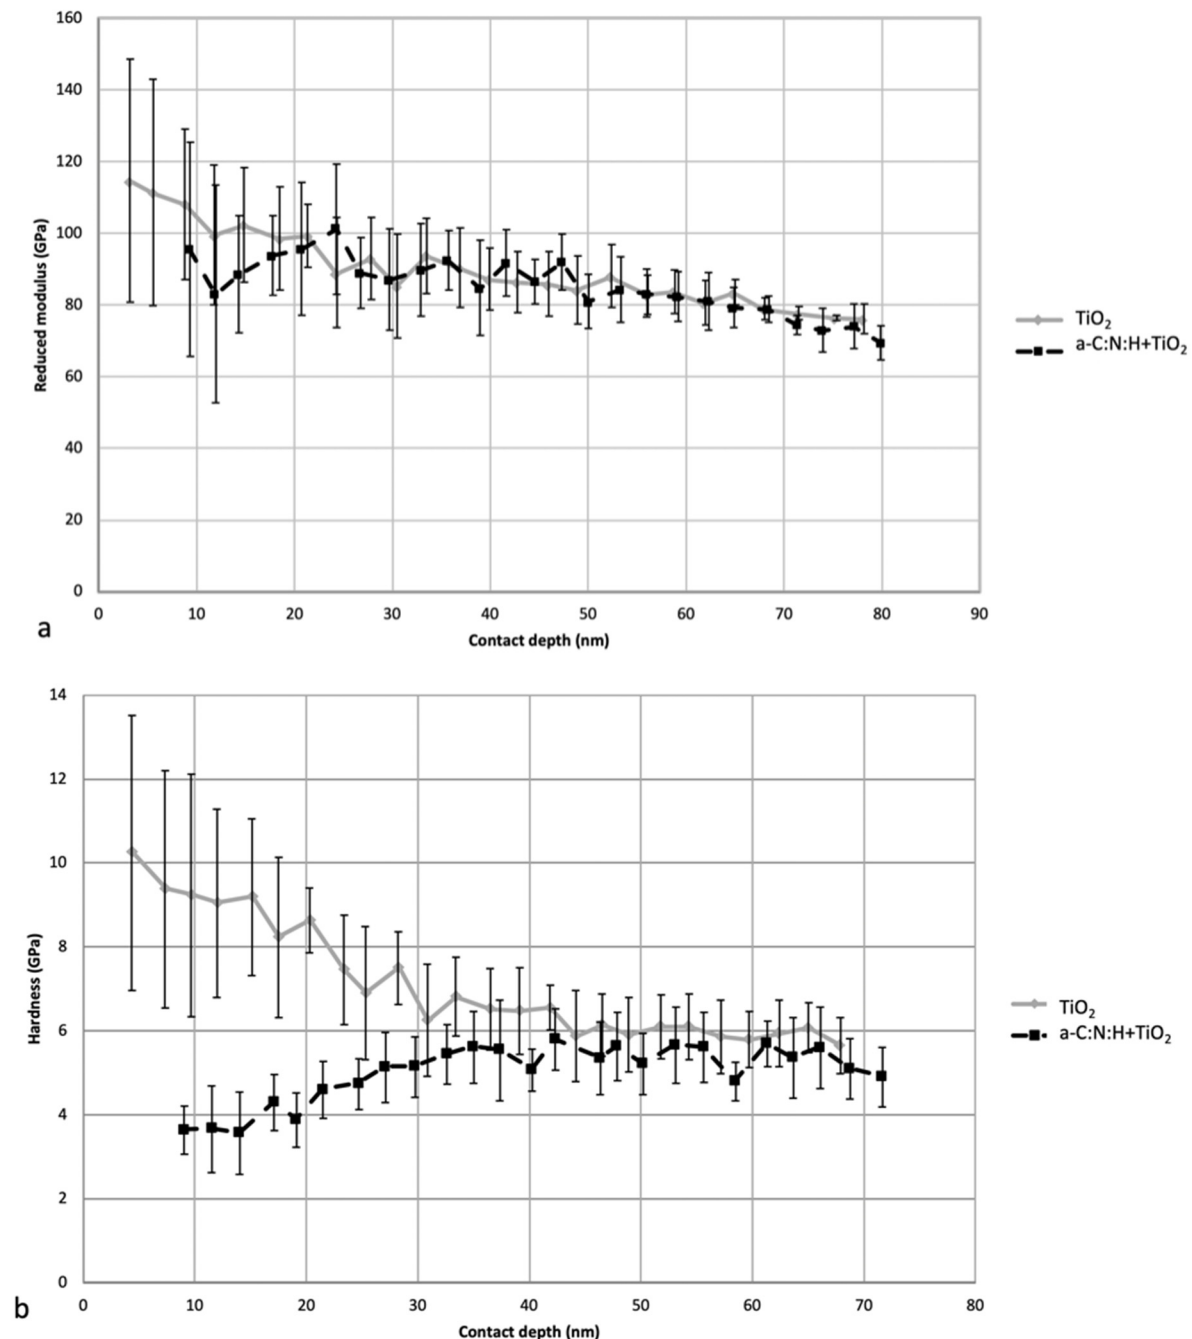 160
140
120
100
80
60
40
20
0
Reduced modulus (GPa)
0 10 20 30 40 50 60 70 80 90
Contact depth (nm)
TiO₂
a-C:N:H+TiO₂
a
14
12
10
8
6
4
2
0
Hardness (GPa)
0 10 20 30 40 50 60 70 80
Contact depth (nm)
TiO₂
a-C:N:H+TiO₂
b